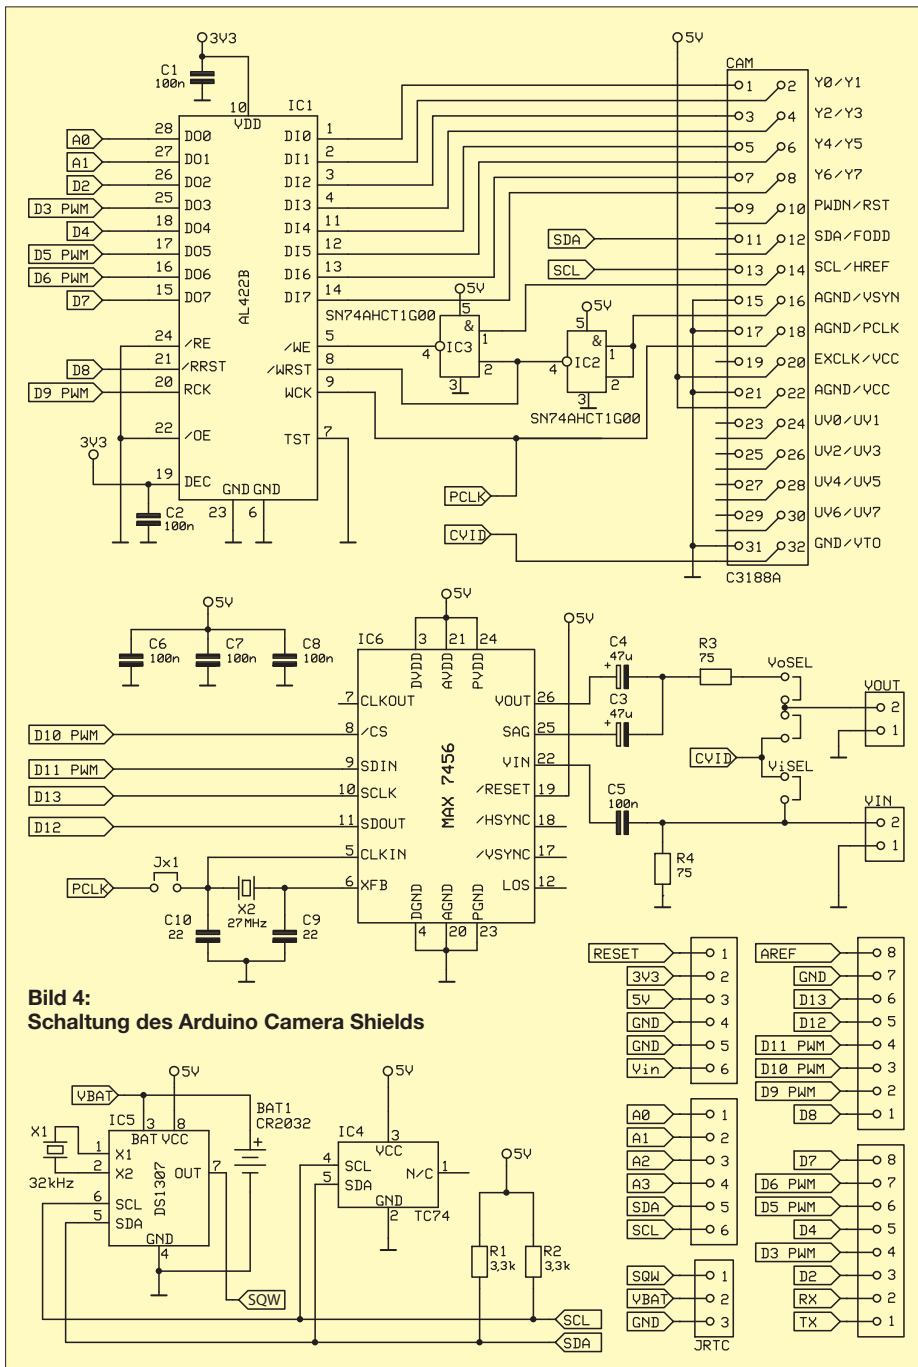 3V3
5V
C1
100n
CAM
10
VDD
IC1
1
2
Y0/Y1
A0
28
DO0
DI0
1
3
4
Y2/Y3
A1
27
DO1
DI1
2
5
6
Y4/Y5
D2
26
DO2
DI2
3
7
8
Y6/Y7
D3 PWM
25
DO3
DI3
4
9
10
PWDN/RST
D4
18
DO4
DI4
11
SDA
11
12
SDA/FODD
D5 PWM
17
DO5
DI5
12
SCL
13
14
SCL/HREF
D6 PWM
16
DO6
DI6
13
D7
15
DO7
DI7
14
AL422B
5V
5V
15
16
AGND/VSYN
SN74AHCT1G00
5
&
1
4
IC3
2
3
5
&
1
4
IC2
2
3
SN74AHCT1G00
17
18
AGND/PCLK
24
/RE
/WE
5
19
20
EXCLK/VCC
D8
21
/RRST
/WRST
8
21
22
AGND/VCC
D9 PWM
20
RCK
WCK
9
23
24
UV0/UV1
22
/OE
TST
7
25
26
UV2/UV3
3V3
19
DEC
27
28
UV4/UV5
GND
GND
23
6
PCLK
29
30
UV6/UV7
C2
100n
CVID
31
32
GND/VTO
C3188A
5V
5V
5V
C6
100n
C7
100n
C8
100n
IC6
3
21
24
DVDD
AVDD
PVDD
C4
+
47u
R3
75
VoSEL
VOUT
2
1
7
CLKOUT
VOUT
26
C3
+
47u
D10 PWM
8
/CS
SAG
25
VIN
22
CVID
ViSEL
D11 PWM
9
SDIN
/RESET
19
C5
100n
D13
10
SCLK
/HSYNC
18
VIN
2
1
D12
11
SDOUT
/VSYNC
17
5
CLKIN
R4
75
MAX 7456
Jx1
PCLK
6
XFB
LOS
12
X2
27MHz
C10
22
C9
22
DGND
AGND
PGND
4
20
23
Bild 4:
Schaltung des Arduino Camera Shields
RESET
1
3V3
2
5V
3
GND
4
GND
5
Vin
6
AREF
8
GND
7
D13
6
D12
5
D11 PWM
4
D10 PWM
3
D9 PWM
2
D8
1
5V
VBAT
IC5
3
8
BAT
VCC
BAT1
CR2032
+
X1
32kHz
1
X1
2
X2
OUT
7
6
SCL
5
SDA
DS1307
GND
4
SQW
5V
IC4
3
VCC
4
SCL
5
SDA
N/C
1
GND
2
TC74
5V
R1
3,3k
R2
3,3k
SCL
SDA
A0
1
A1
2
A2
3
A3
4
SDA
5
SCL
6
D7
8
D6 PWM
7
D5 PWM
6
D4
5
D3 PWM
4
D2
3
RX
2
TX
1
SQW
1
VBAT
2
GND
3
JRTC